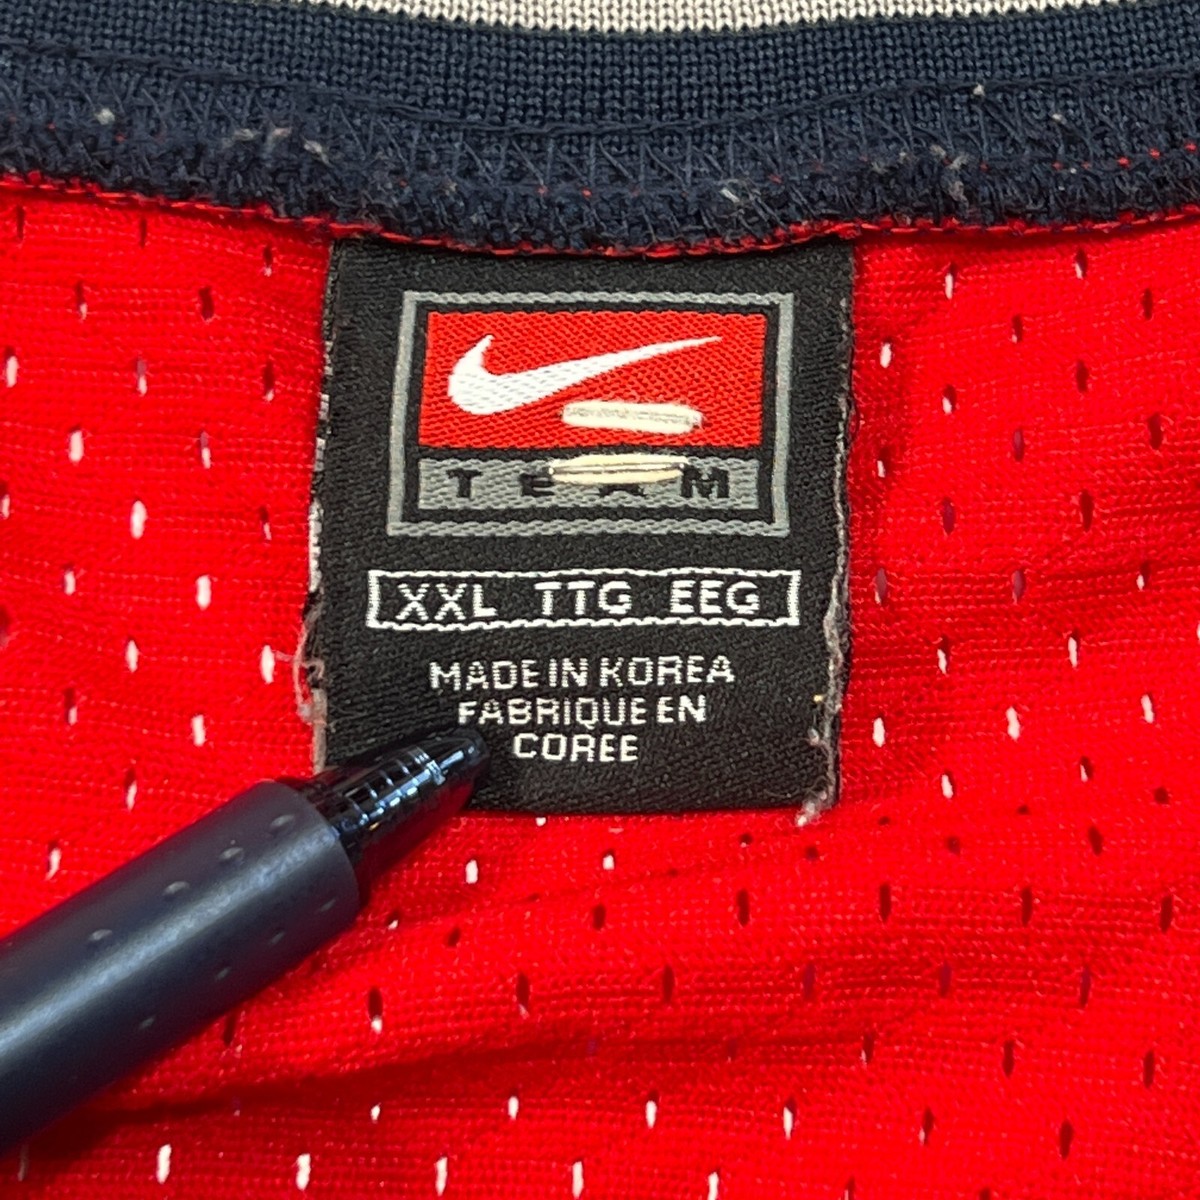 TEAM
XXL TTG EEG
MADE IN KOREA
FABRIQUE EN
COREE